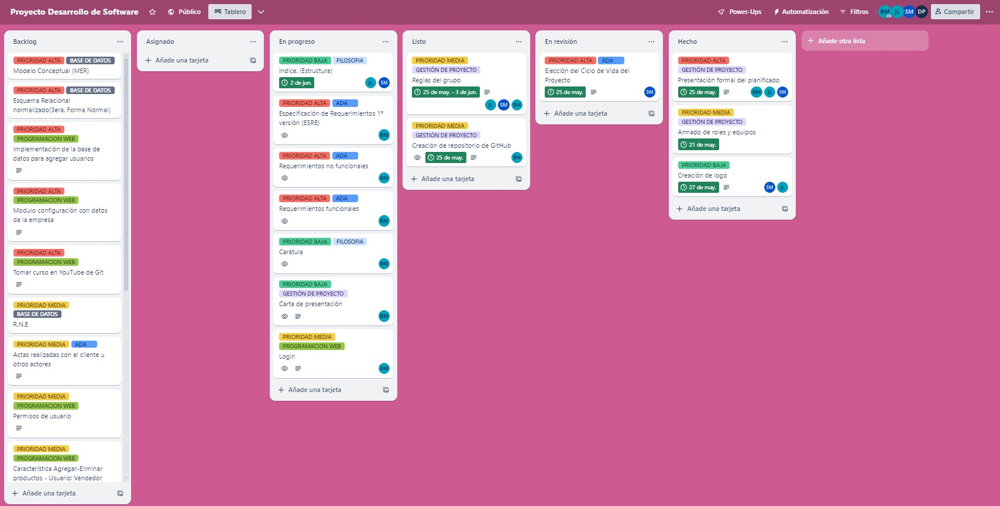 Proyecto Desarrollo de Software
Público
Tablero
Power-Ups
Automatización
Filtros
BM JL SM DP
Compartir
Backlog
PRIORIDAD ALTA BASE DE DATOS
Modelo Conceptual (MER)
PRIORIDAD ALTA BASE DE DATOS
Esquema Relacional
normalizado(3era. Forma Normal)
PRIORIDAD ALTA
PROGRAMACION WEB
Implementación de la base de
datos para agregar usuarios
PRIORIDAD ALTA
PROGRAMACION WEB
Modulo configuración con datos
de la empresa
PRIORIDAD ALTA
PROGRAMACION WEB
Tomar curso en YouTube de Git
PRIORIDAD MEDIA
BASE DE DATOS
R.N.E
PRIORIDAD MEDIA ADA
Actas realizadas con el cliente u
otros actores
PRIORIDAD MEDIA
PROGRAMACION WEB
Permisos de usuario
PRIORIDAD MEDIA
PROGRAMACION WEB
Característica Agregar-Eliminar
productos - Usuario: Vendedor
Añade una tarjeta
Asignado
Añade una tarjeta
En progreso
PRIORIDAD BAJA FILOSOFIA
Indice. (Estructura)
2 de jun.
JL SM
PRIORIDAD ALTA ADA
Especificación de Requerimientos 1º
versión (ESRE)
BM
PRIORIDAD ALTA ADA
Requerimientos no funcionales
BM
PRIORIDAD ALTA ADA
Requerimientos funcionales
BM
PRIORIDAD BAJA FILOSOFIA
Carátula
BM
PRIORIDAD BAJA
GESTIÓN DE PROYECTO
Carta de presentación
BM
PRIORIDAD MEDIA
PROGRAMACION WEB
Login
BM
Añade una tarjeta
Listo
PRIORIDAD MEDIA
GESTIÓN DE PROYECTO
Reglas del grupo
25 de may. - 3 de jun.
JL SM BM
PRIORIDAD MEDIA
GESTIÓN DE PROYECTO
Creación de repositorio de GitHub
25 de may.
BM
Añade una tarjeta
En revisión
PRIORIDAD ALTA ADA
Elección del Ciclo de Vida del
Proyecto
25 de may.
SM
Añade una tarjeta
Hecho
PRIORIDAD ALTA
GESTIÓN DE PROYECTO
Presentación formal del planificado
25 de may.
BM JL SM
PRIORIDAD MEDIA
GESTIÓN DE PROYECTO
Armado de roles y equipos
21 de may.
PRIORIDAD BAJA
Creación de logo
27 de may.
SM JL
Añade una tarjeta
Añade otra lista